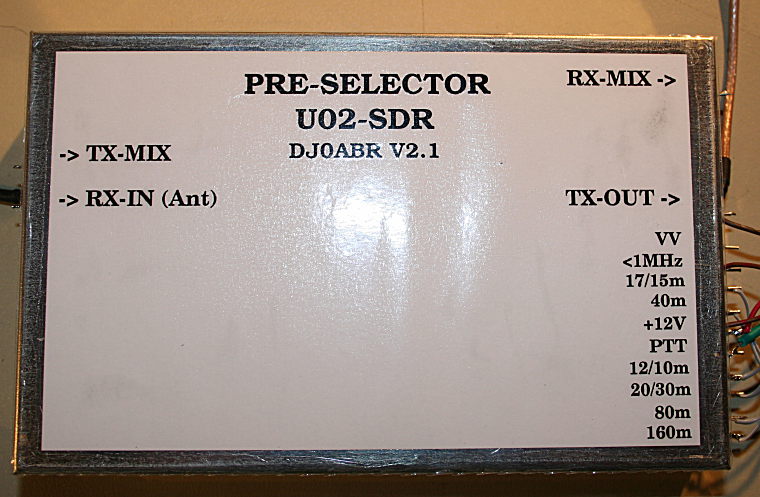 PRE-SELECTOR
RX-MIX ->
U02-SDR
-> TX-MIX
DJ0ABR V2.1
-> RX-IN (Ant)
TX-OUT ->
VV
<1MHz
17/15m
40m
+12V
PTT
12/10m
20/30m
80m
160m